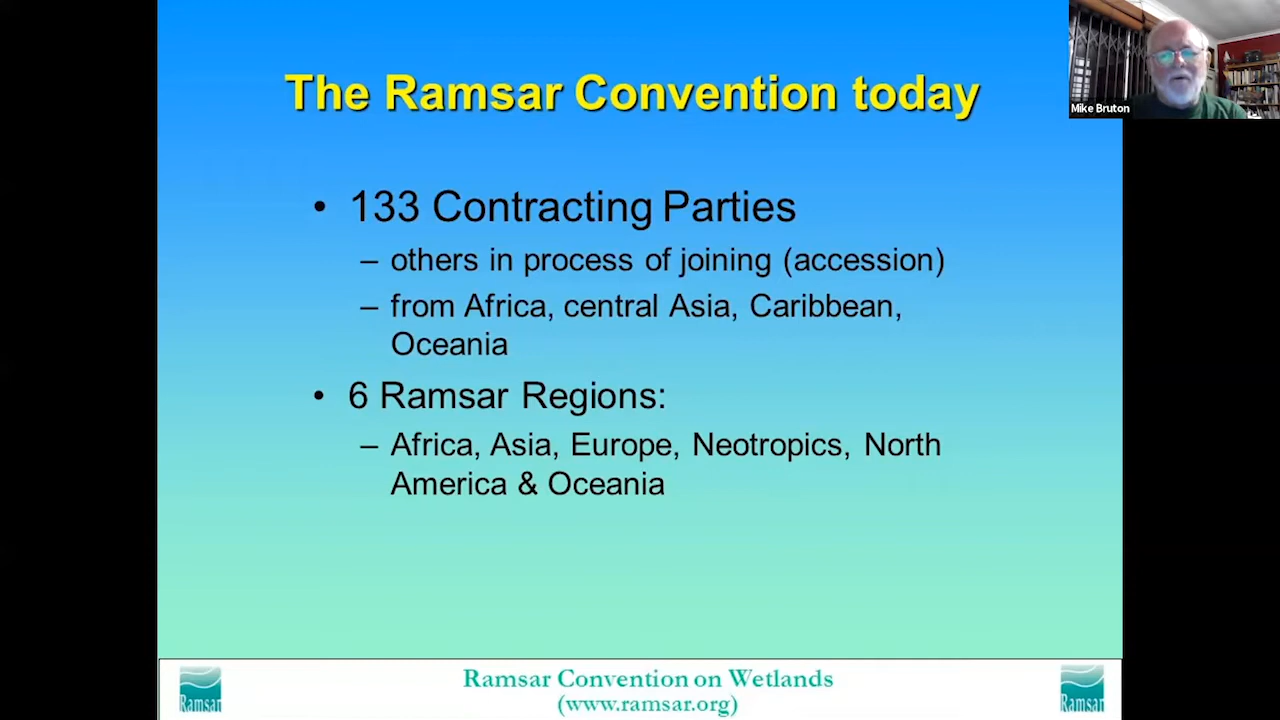 The Ramsar Convention today
Mike Bruton
• 133 Contracting Parties
– others in process of joining (accession)
– from Africa, central Asia, Caribbean,
Oceania
• 6 Ramsar Regions:
– Africa, Asia, Europe, Neotropics, North
America & Oceania
Ramsar
Ramsar Convention on Wetlands
(www.ramsar.org)
Ramsar